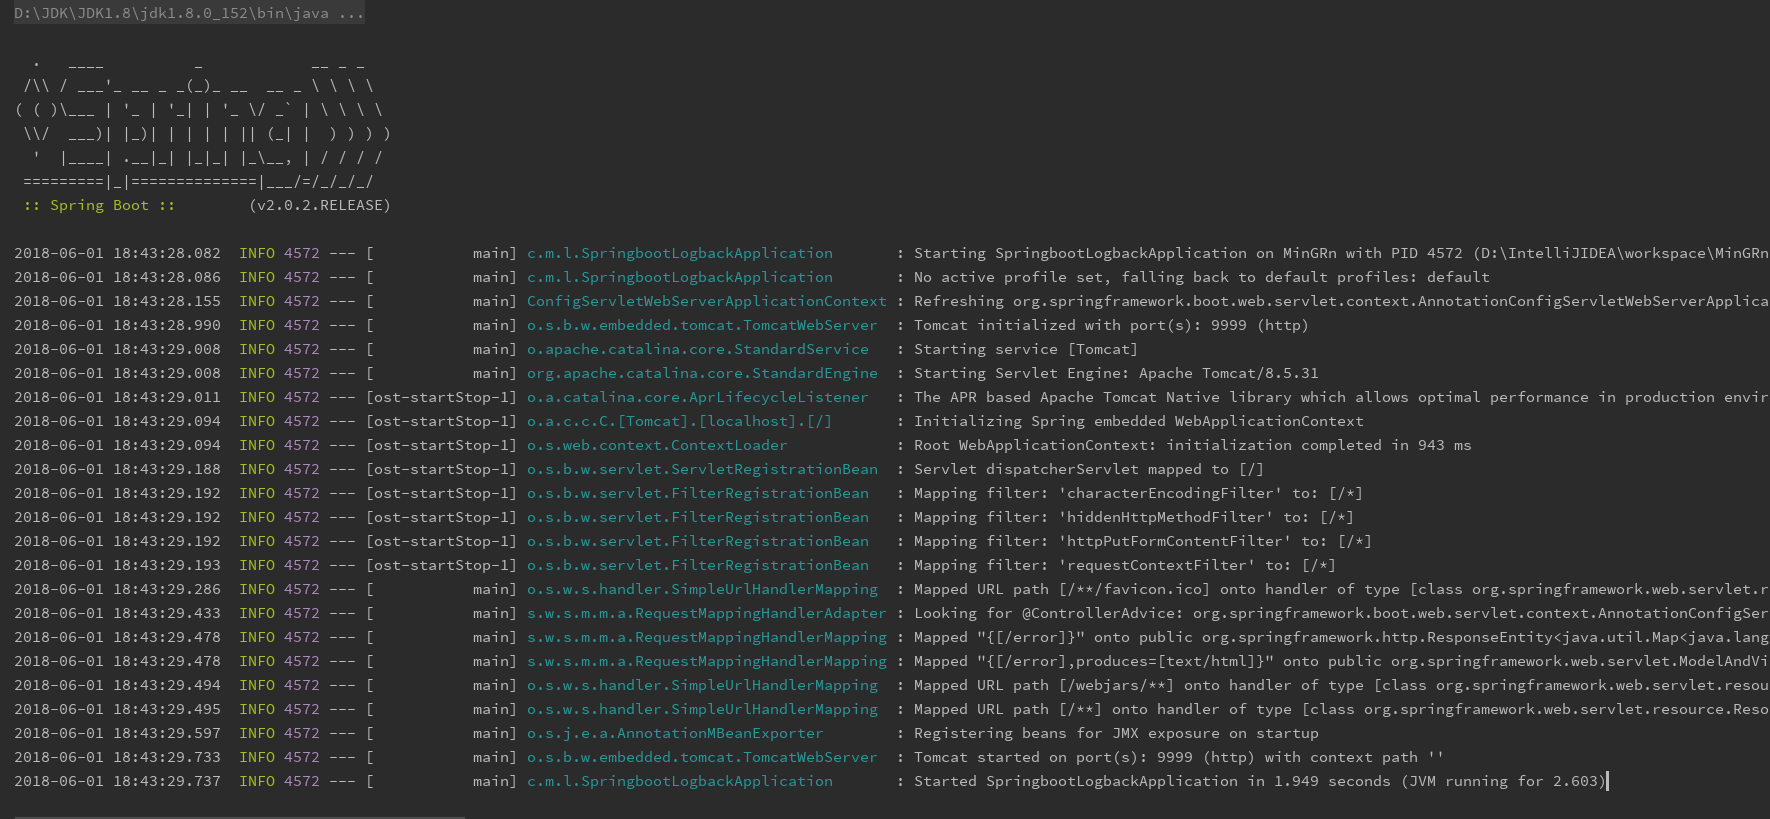 D:\JDK\JDK1.8\jdk1.8.0_152\bin\java ...
  .   ____          _            __ _ _
 /\\ / ___'_ __ _ _(_)_ __  __ _ \ \ \ \
( ( )\___ | '_ | '_| | '_ \/ _` | \ \ \ \
 \\/  ___)| |_)| | | | | || (_| |  ) ) ) )
  '  |____| .__|_| |_|_| |_\__, | / / / /
 =========|_|==============|___/=/_/_/_/
 :: Spring Boot ::        (v2.0.2.RELEASE)
2018-06-01 18:43:28.082  INFO 4572 --- [           main] c.m.l.SpringbootLogbackApplication       : Starting SpringbootLogbackApplication on MinGRn with PID 4572 (D:\IntelliJIDEA\workspace\MinGRn
2018-06-01 18:43:28.086  INFO 4572 --- [           main] c.m.l.SpringbootLogbackApplication       : No active profile set, falling back to default profiles: default
2018-06-01 18:43:28.155  INFO 4572 --- [           main] ConfigServletWebServerApplicationContext : Refreshing org.springframework.boot.web.servlet.context.AnnotationConfigServletWebServerApplica
2018-06-01 18:43:28.990  INFO 4572 --- [           main] o.s.b.w.embedded.tomcat.TomcatWebServer  : Tomcat initialized with port(s): 9999 (http)
2018-06-01 18:43:29.008  INFO 4572 --- [           main] o.apache.catalina.core.StandardService   : Starting service [Tomcat]
2018-06-01 18:43:29.008  INFO 4572 --- [           main] org.apache.catalina.core.StandardEngine  : Starting Servlet Engine: Apache Tomcat/8.5.31
2018-06-01 18:43:29.011  INFO 4572 --- [ost-startStop-1] o.a.catalina.core.AprLifecycleListener   : The APR based Apache Tomcat Native library which allows optimal performance in production envir
2018-06-01 18:43:29.094  INFO 4572 --- [ost-startStop-1] o.a.c.c.C.[Tomcat].[localhost].[/]       : Initializing Spring embedded WebApplicationContext
2018-06-01 18:43:29.094  INFO 4572 --- [ost-startStop-1] o.s.web.context.ContextLoader            : Root WebApplicationContext: initialization completed in 943 ms
2018-06-01 18:43:29.188  INFO 4572 --- [ost-startStop-1] o.s.b.w.servlet.ServletRegistrationBean  : Servlet dispatcherServlet mapped to [/]
2018-06-01 18:43:29.192  INFO 4572 --- [ost-startStop-1] o.s.b.w.servlet.FilterRegistrationBean   : Mapping filter: 'characterEncodingFilter' to: [/*]
2018-06-01 18:43:29.192  INFO 4572 --- [ost-startStop-1] o.s.b.w.servlet.FilterRegistrationBean   : Mapping filter: 'hiddenHttpMethodFilter' to: [/*]
2018-06-01 18:43:29.192  INFO 4572 --- [ost-startStop-1] o.s.b.w.servlet.FilterRegistrationBean   : Mapping filter: 'httpPutFormContentFilter' to: [/*]
2018-06-01 18:43:29.193  INFO 4572 --- [ost-startStop-1] o.s.b.w.servlet.FilterRegistrationBean   : Mapping filter: 'requestContextFilter' to: [/*]
2018-06-01 18:43:29.286  INFO 4572 --- [           main] o.s.w.s.handler.SimpleUrlHandlerMapping  : Mapped URL path [/**/favicon.ico] onto handler of type [class org.springframework.web.servlet.r
2018-06-01 18:43:29.433  INFO 4572 --- [           main] s.w.s.m.m.a.RequestMappingHandlerAdapter : Looking for @ControllerAdvice: org.springframework.boot.web.servlet.context.AnnotationConfigSer
2018-06-01 18:43:29.478  INFO 4572 --- [           main] s.w.s.m.m.a.RequestMappingHandlerMapping : Mapped "{[/error]}" onto public org.springframework.http.ResponseEntity<java.util.Map<java.lang
2018-06-01 18:43:29.478  INFO 4572 --- [           main] s.w.s.m.m.a.RequestMappingHandlerMapping : Mapped "{[/error],produces=[text/html]}" onto public org.springframework.web.servlet.ModelAndVi
2018-06-01 18:43:29.494  INFO 4572 --- [           main] o.s.w.s.handler.SimpleUrlHandlerMapping  : Mapped URL path [/webjars/**] onto handler of type [class org.springframework.web.servlet.resou
2018-06-01 18:43:29.495  INFO 4572 --- [           main] o.s.w.s.handler.SimpleUrlHandlerMapping  : Mapped URL path [/**] onto handler of type [class org.springframework.web.servlet.resource.Reso
2018-06-01 18:43:29.597  INFO 4572 --- [           main] o.s.j.e.a.AnnotationMBeanExporter        : Registering beans for JMX exposure on startup
2018-06-01 18:43:29.733  INFO 4572 --- [           main] o.s.b.w.embedded.tomcat.TomcatWebServer  : Tomcat started on port(s): 9999 (http) with context path ''
2018-06-01 18:43:29.737  INFO 4572 --- [           main] c.m.l.SpringbootLogbackApplication       : Started SpringbootLogbackApplication in 1.949 seconds (JVM running for 2.603)